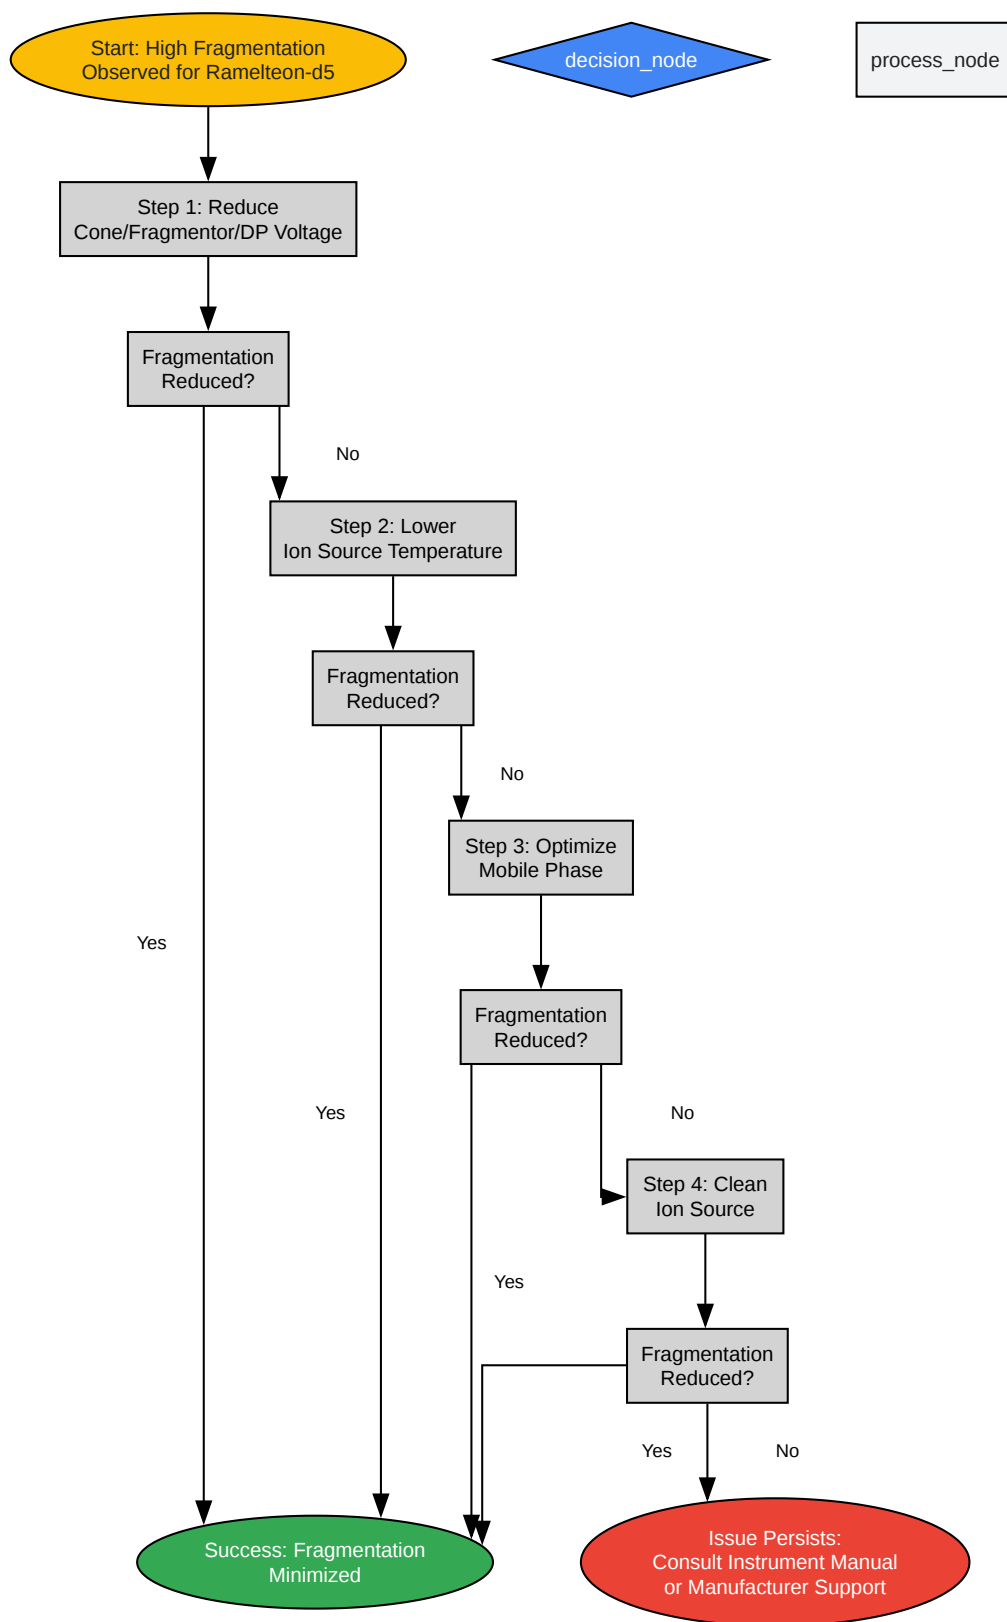 Start: High Fragmentation
Observed for Ramelteon-d5
decision_node
process_node
Step 1: Reduce
Cone/Fragmentor/DP Voltage
Fragmentation
Reduced?
No
Step 2: Lower
Ion Source Temperature
Fragmentation
Reduced?
No
Step 3: Optimize
Mobile Phase
Yes
Fragmentation
Reduced?
Yes
No
Step 4: Clean
Ion Source
Yes
Fragmentation
Reduced?
Yes
No
Success: Fragmentation
Minimized
Issue Persists:
Consult Instrument Manual
or Manufacturer Support